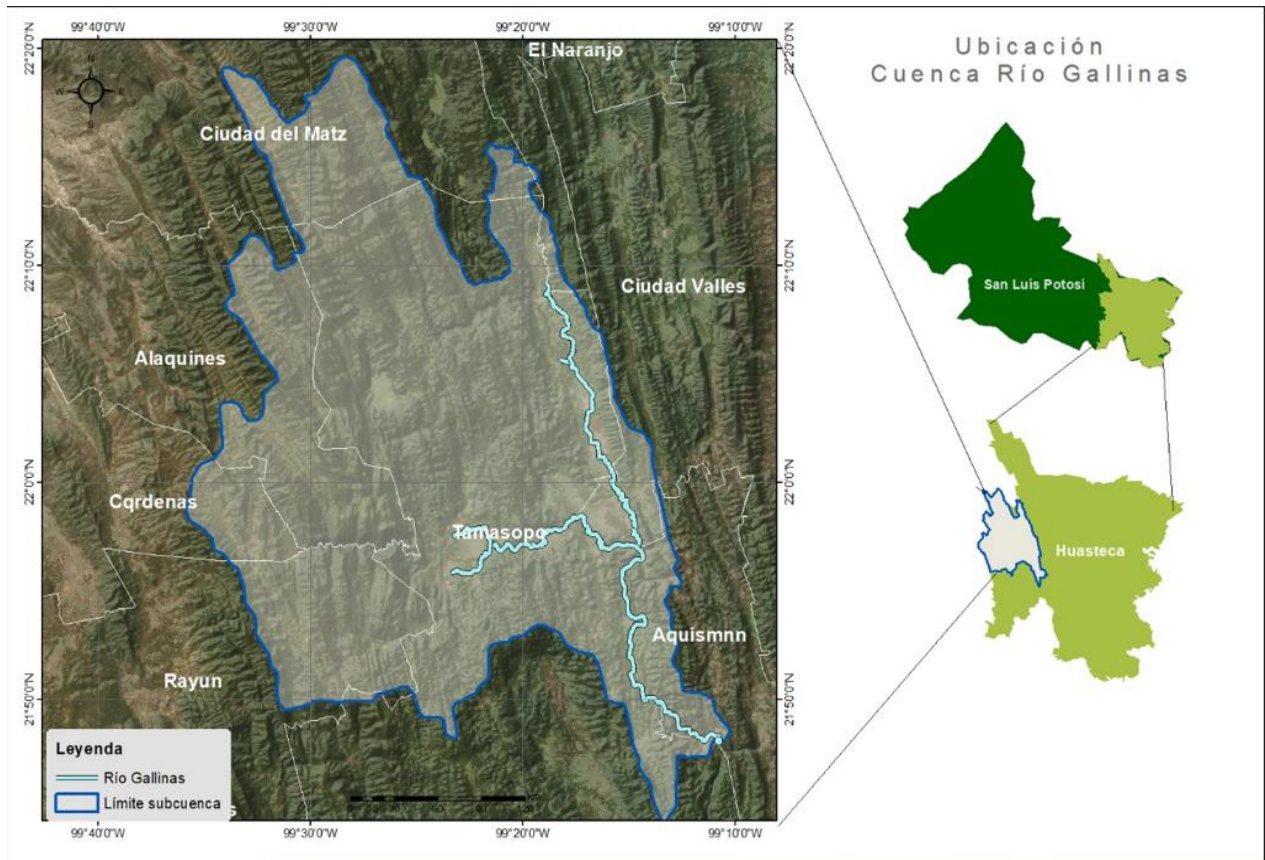 99°40'0"W
99°30'0"W
99°20'0"W
99°10'0"W
22°20'0"N
22°20'0"N
El Naranjo
Ubicación
Cuenca Río Gallinas
N
W
E
S
Ciudad del Matz
22°10'0"N
22°10'0"N
Ciudad Valles
San Luis Potosí
Alaquines
22°0'0"N
22°0'0"N
Cqrdenas
Tamasopo
Huasteca
Aquismnn
Rayun
21°50'0"N
21°50'0"N
Leyenda
Río Gallinas
Límite subcuenca
99°40'0"W
99°30'0"W
99°20'0"W
99°10'0"W